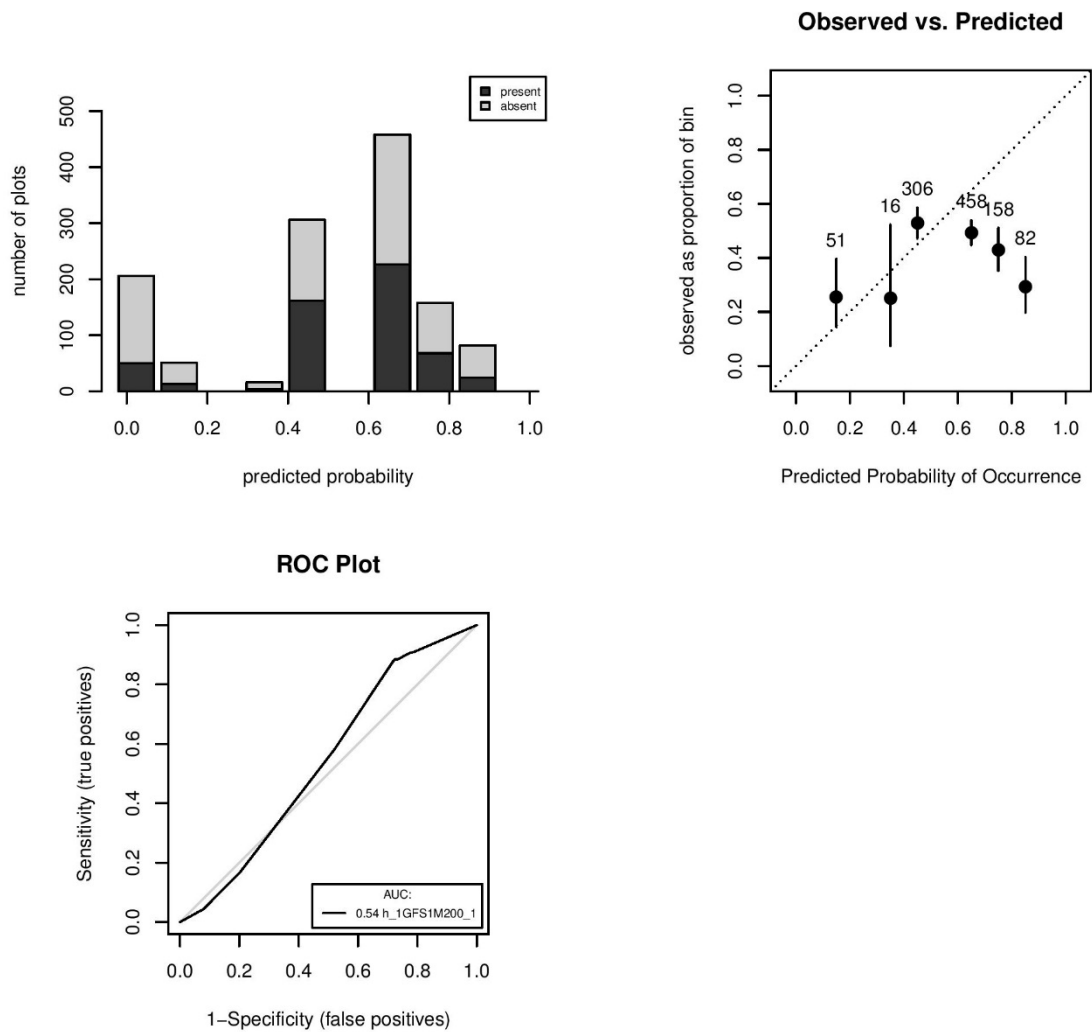 present
absent
number of plots
500
400
300
200
100
0
0.0 0.2 0.4 0.6 0.8 1.0
predicted probability
Observed vs. Predicted
observed as proportion of bin
1.0
0.8
0.6
0.4
0.2
0.0
51
16
306
458
158
82
0.0 0.2 0.4 0.6 0.8 1.0
Predicted Probability of Occurrence
ROC Plot
Sensitivity (true positives)
1.0
0.8
0.6
0.4
0.2
0.0
AUC:
0.54 h_1GFS1M200_1
0.0 0.2 0.4 0.6 0.8 1.0
1−Specificity (false positives)